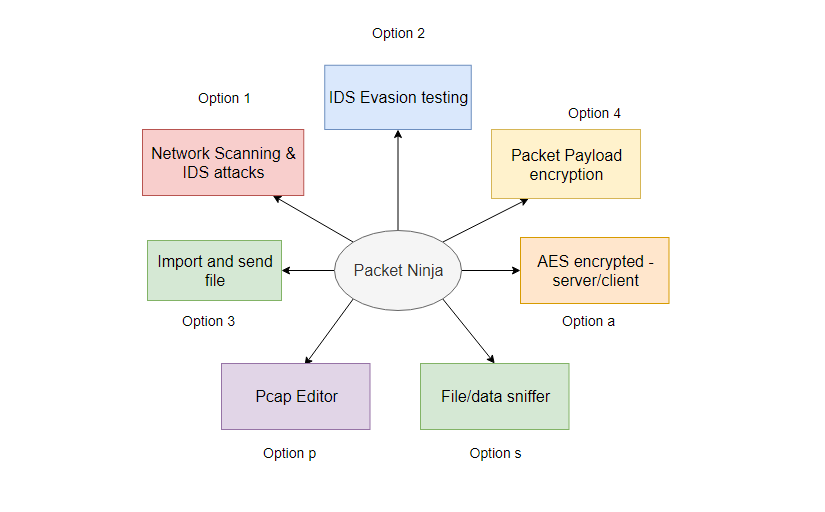 Option 2
IDS Evasion testing
Option 1
Network Scanning &
IDS attacks
Option 4
Packet Payload
encryption
Import and send
file
Option 3
Packet Ninja
AES encrypted -
server/client
Option a
Pcap Editor
Option p
File/data sniffer
Option s